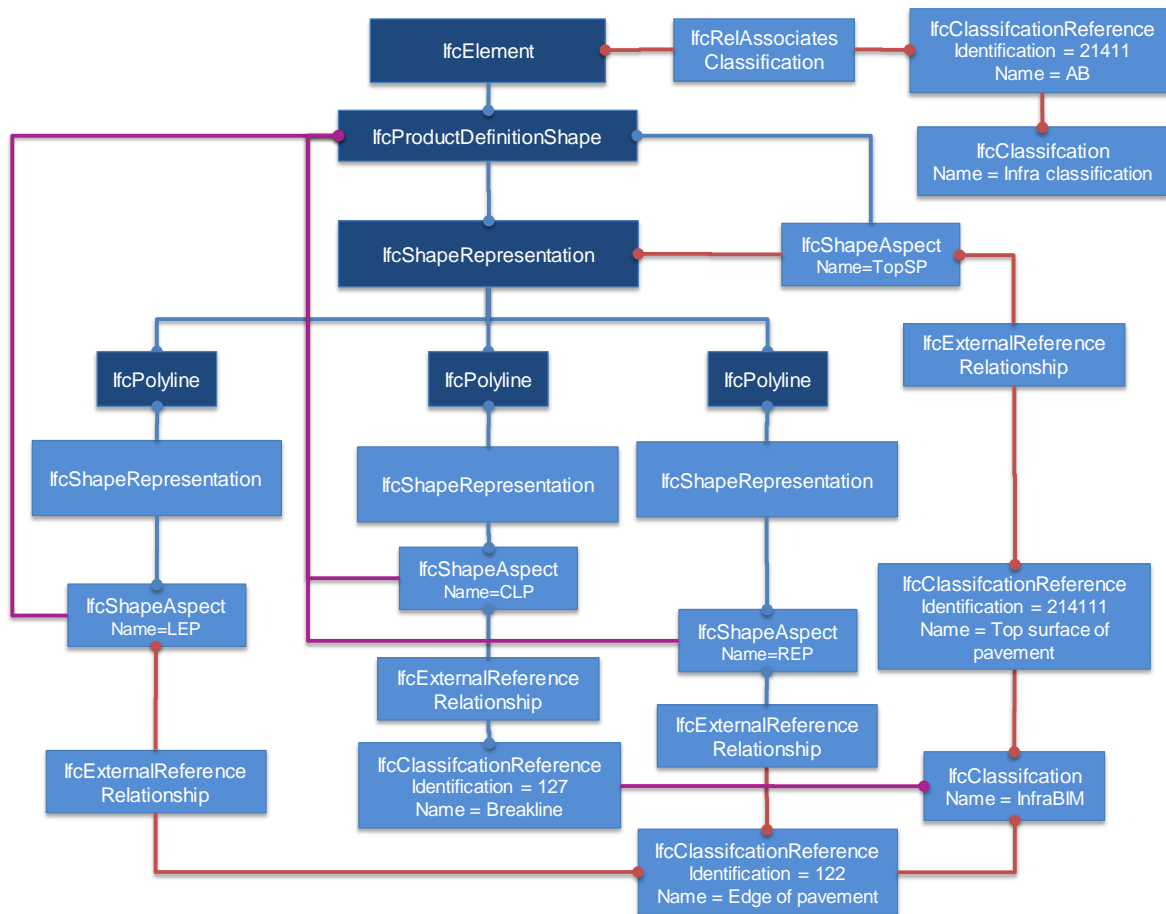 IfcElement
IfcRelAssociates
Classification
IfcClassifcationReference
Identification = 21411
Name = AB
IfcProductDefinitionShape
IfcClassifcation
Name = Infra classification
IfcShapeRepresentation
IfcShapeAspect
Name=TopSP
IfcExternalReference
Relationship
IfcPolyline
IfcPolyline
IfcPolyline
IfcShapeRepresentation
IfcShapeRepresentation
IfcShapeRepresentation
IfcShapeAspect
Name=LEP
IfcShapeAspect
Name=CLP
IfcShapeAspect
Name=REP
IfcClassifcationReference
Identification = 214111
Name = Top surface of
pavement
IfcExternalReference
Relationship
IfcExternalReference
Relationship
IfcExternalReference
Relationship
IfcClassifcationReference
Identification = 127
Name = Breakline
IfcClassifcation
Name = InfraBIM
IfcClassifcationReference
Identification = 122
Name = Edge of pavement